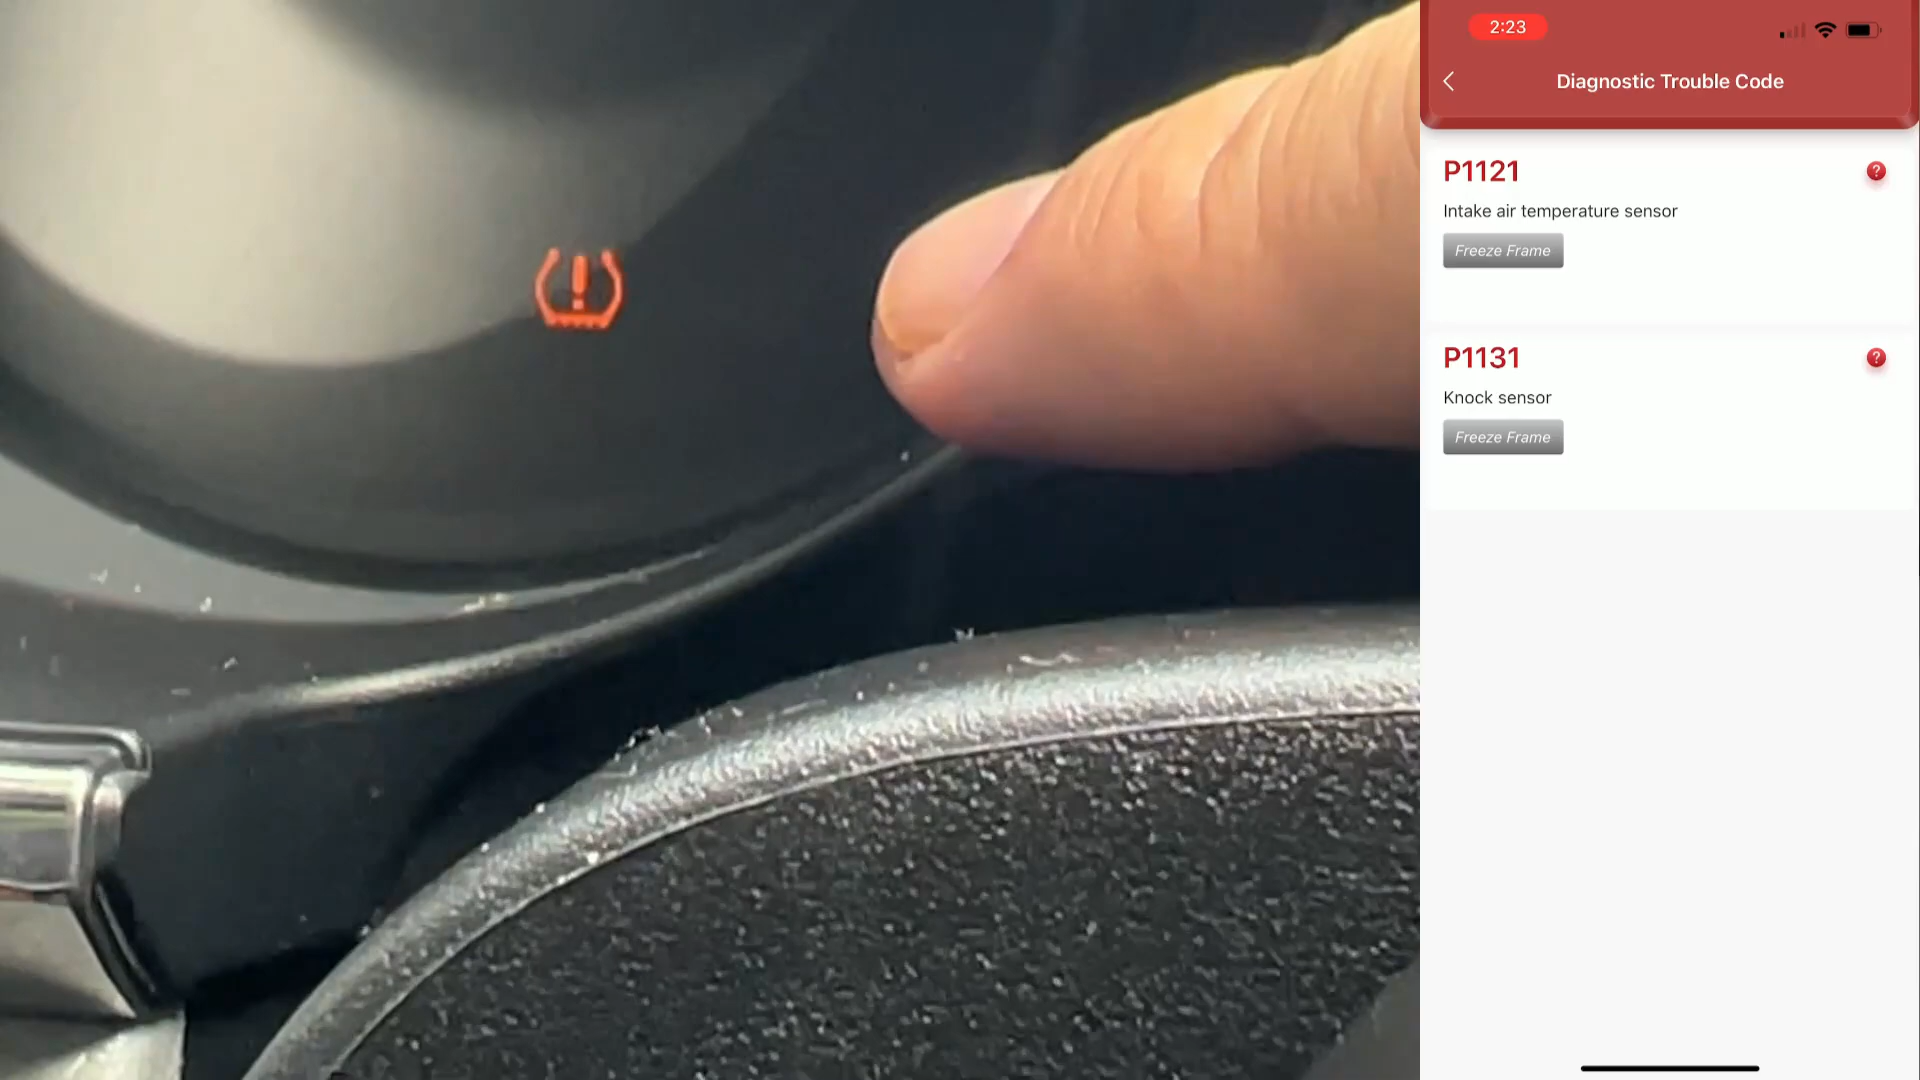 2:23
Diagnostic Trouble Code
P1121
?
Intake air temperature sensor
Freeze Frame
P1131
?
Knock sensor
Freeze Frame